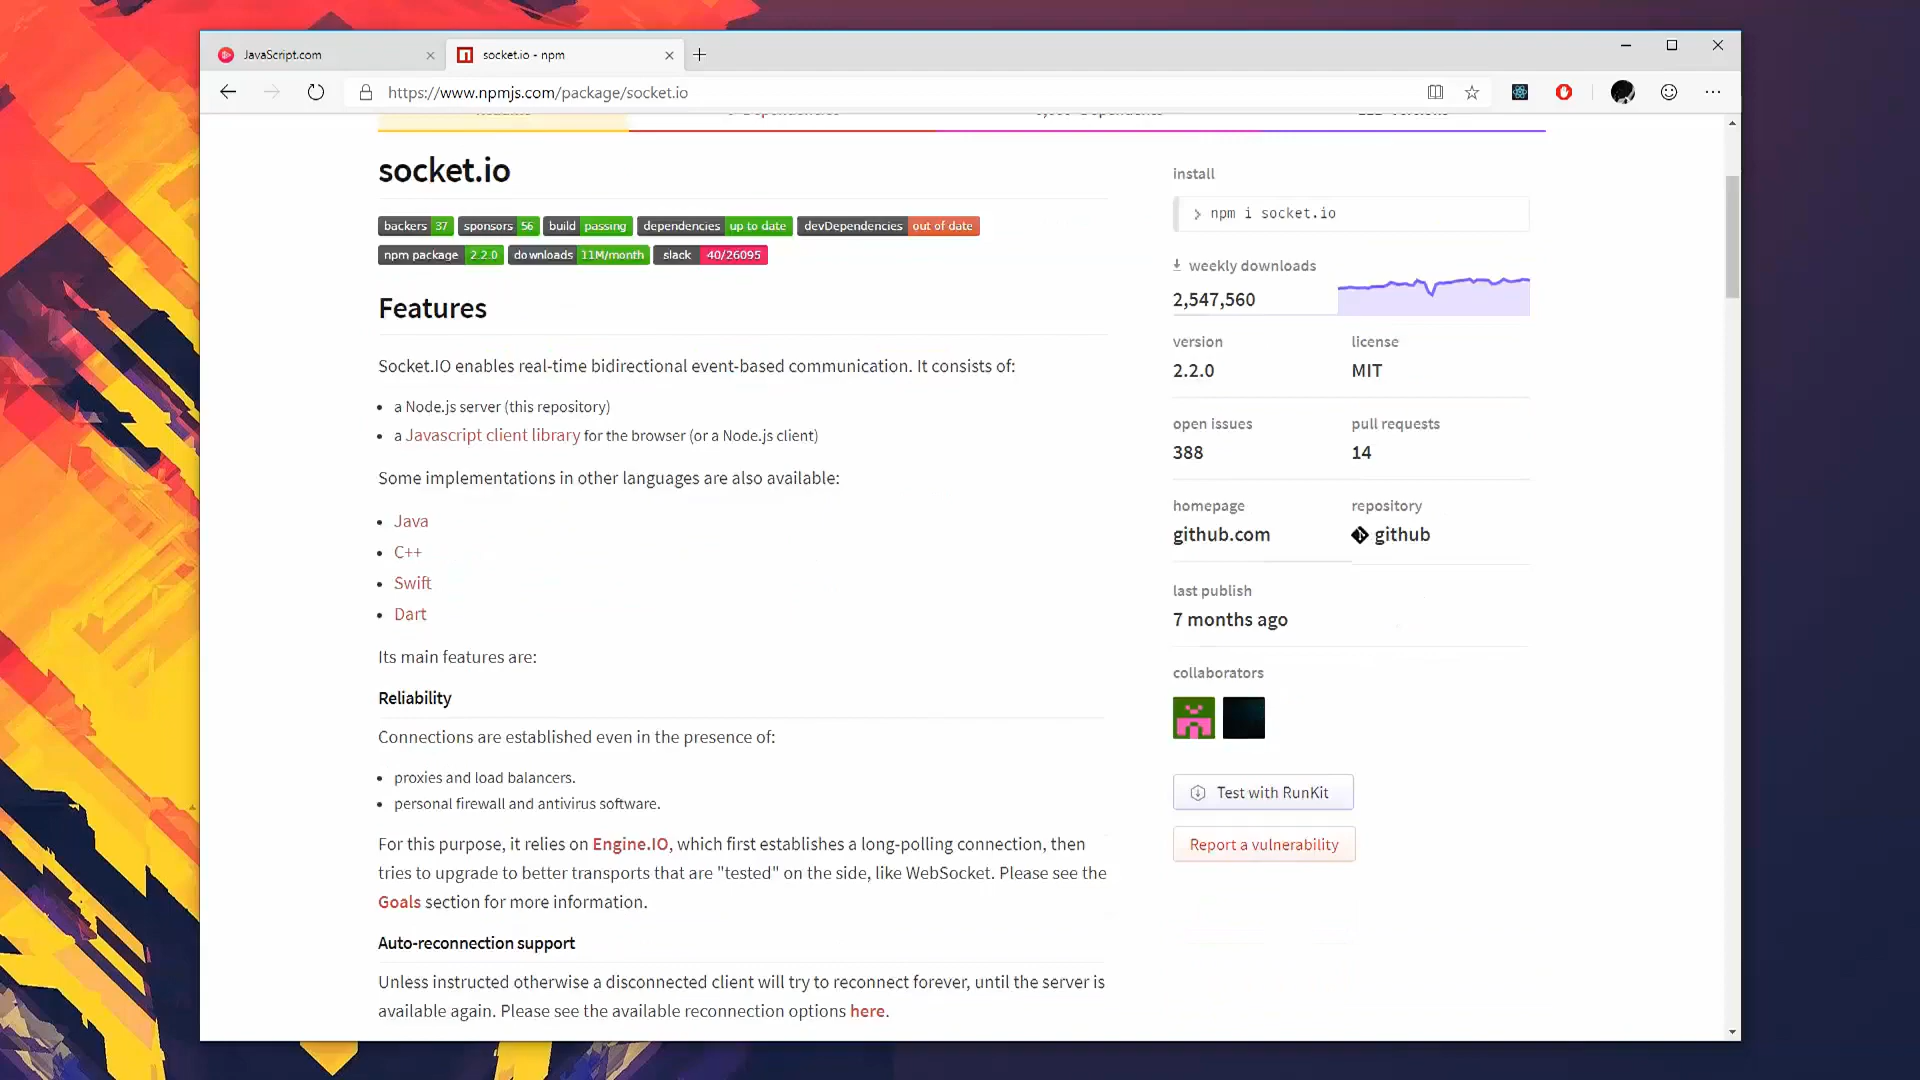 JavaScript.com
socket.io - npm
https://www.npmjs.com/package/socket.io
socket.io
backers 37 sponsors 56 build passing dependencies up to date devDependencies out of date
npm package 2.2.0 downloads 11M/month slack 40/26095
Features
Socket.IO enables real-time bidirectional event-based communication. It consists of:
a Node.js server (this repository)
a Javascript client library for the browser (or a Node.js client)
Some implementations in other languages are also available:
Java
C++
Swift
Dart
Its main features are:
Reliability
Connections are established even in the presence of:
proxies and load balancers.
personal firewall and antivirus software.
For this purpose, it relies on Engine.IO, which first establishes a long-polling connection, then
tries to upgrade to better transports that are "tested" on the side, like WebSocket. Please see the
Goals section for more information.
Auto-reconnection support
Unless instructed otherwise a disconnected client will try to reconnect forever, until the server is
available again. Please see the available reconnection options here.
install
npm i socket.io
weekly downloads
2,547,560
version license
2.2.0 MIT
open issues pull requests
388 14
homepage repository
github.com github
last publish
7 months ago
collaborators
Test with RunKit
Report a vulnerability